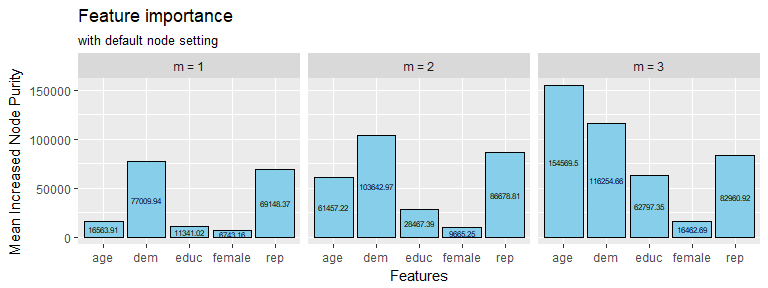 Feature importance
with default node setting
m = 1
m = 2
m = 3
Mean Increased Node Purity
150000
100000
50000
0
16563.91
77009.94
11341.02
6743.16
69148.37
61457.22
103642.97
28467.39
9665.25
86678.81
154569.5
116254.66
62797.35
16462.69
82960.92
age dem educ female rep
age dem educ female rep
age dem educ female rep
Features